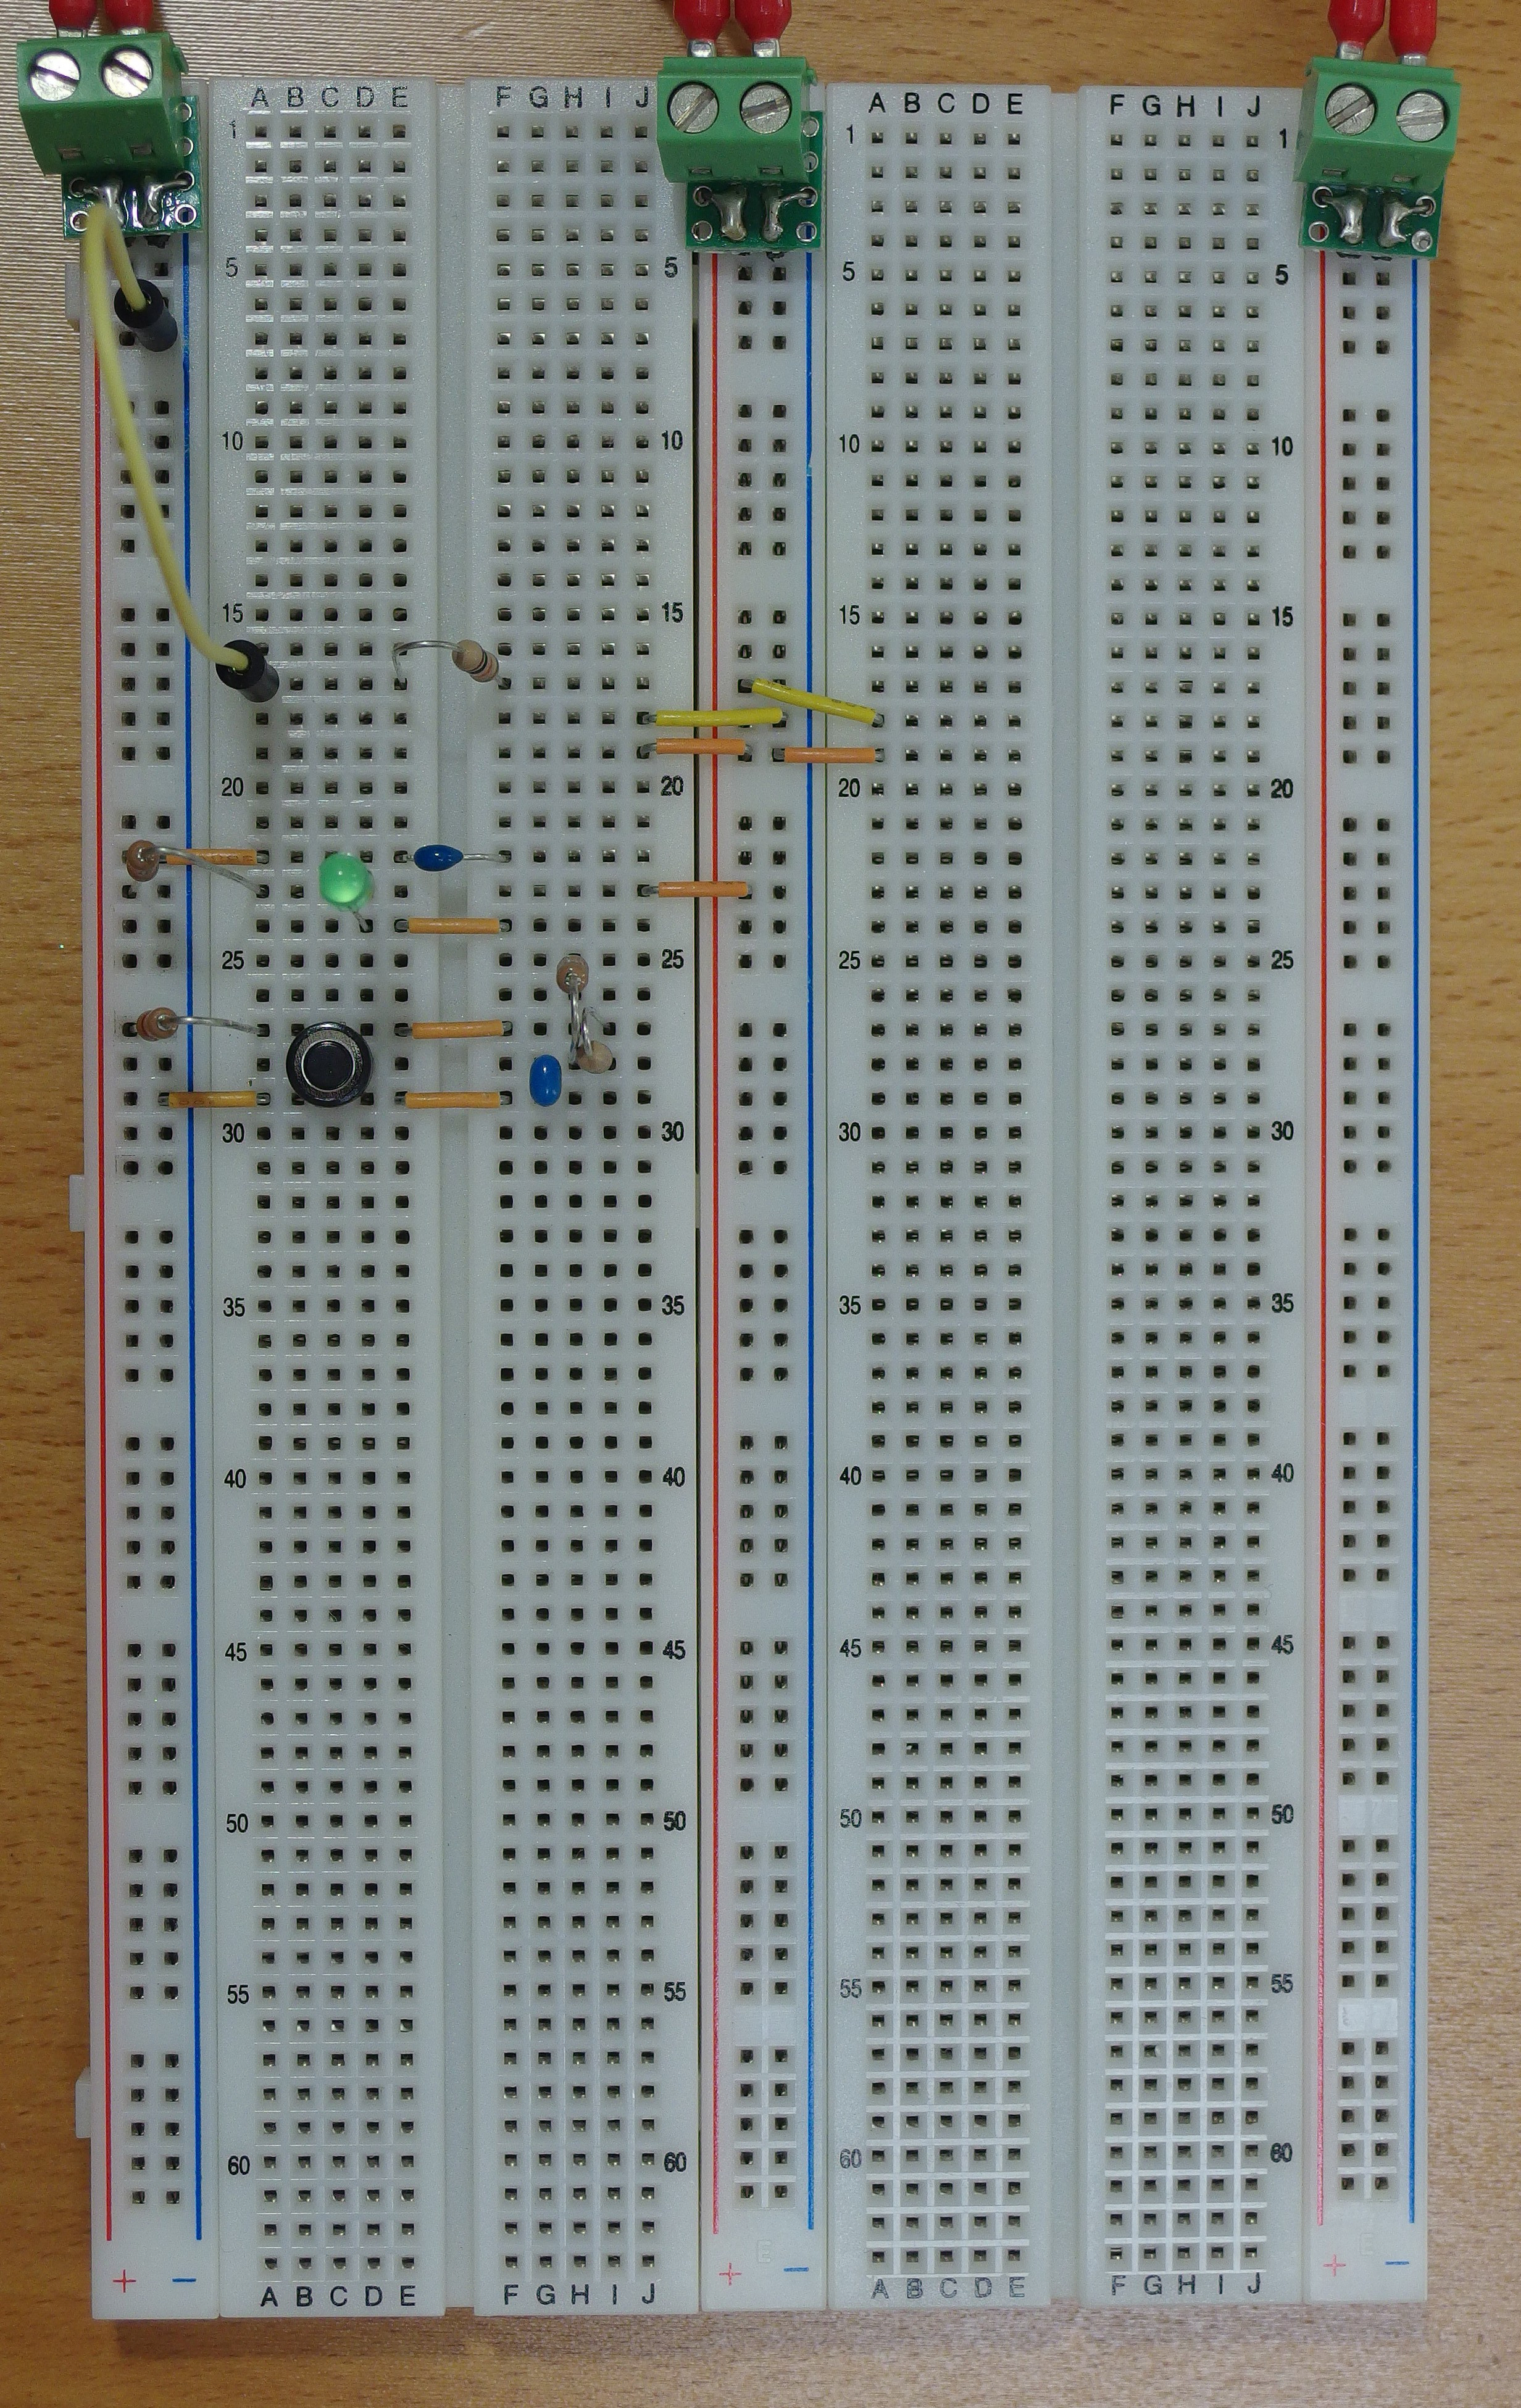 A B C D E F G H I J A B C D E F G H I J
1 1 1
5 5 5 5
10 10 10 10
15 15 15 15
20 20 20 20
25 25 25 25
30 30 30 30
35 35 35 35
40 40 40 40
45 45 45 45
50 50 50 50
55 55 55 55
60 60 60 60
E E
+ − + − + −
A B C D E F G H I J A B C D E F G H I J